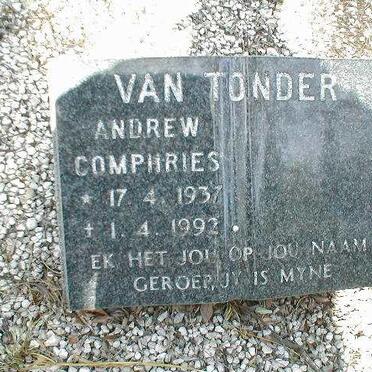 VAN TONDER
ANDREW
COMPHRIES
* 17.4.1937
† 1.4.1992.
EK HET JOU OP JOU NAAM
GEROEP, JY IS MYNE